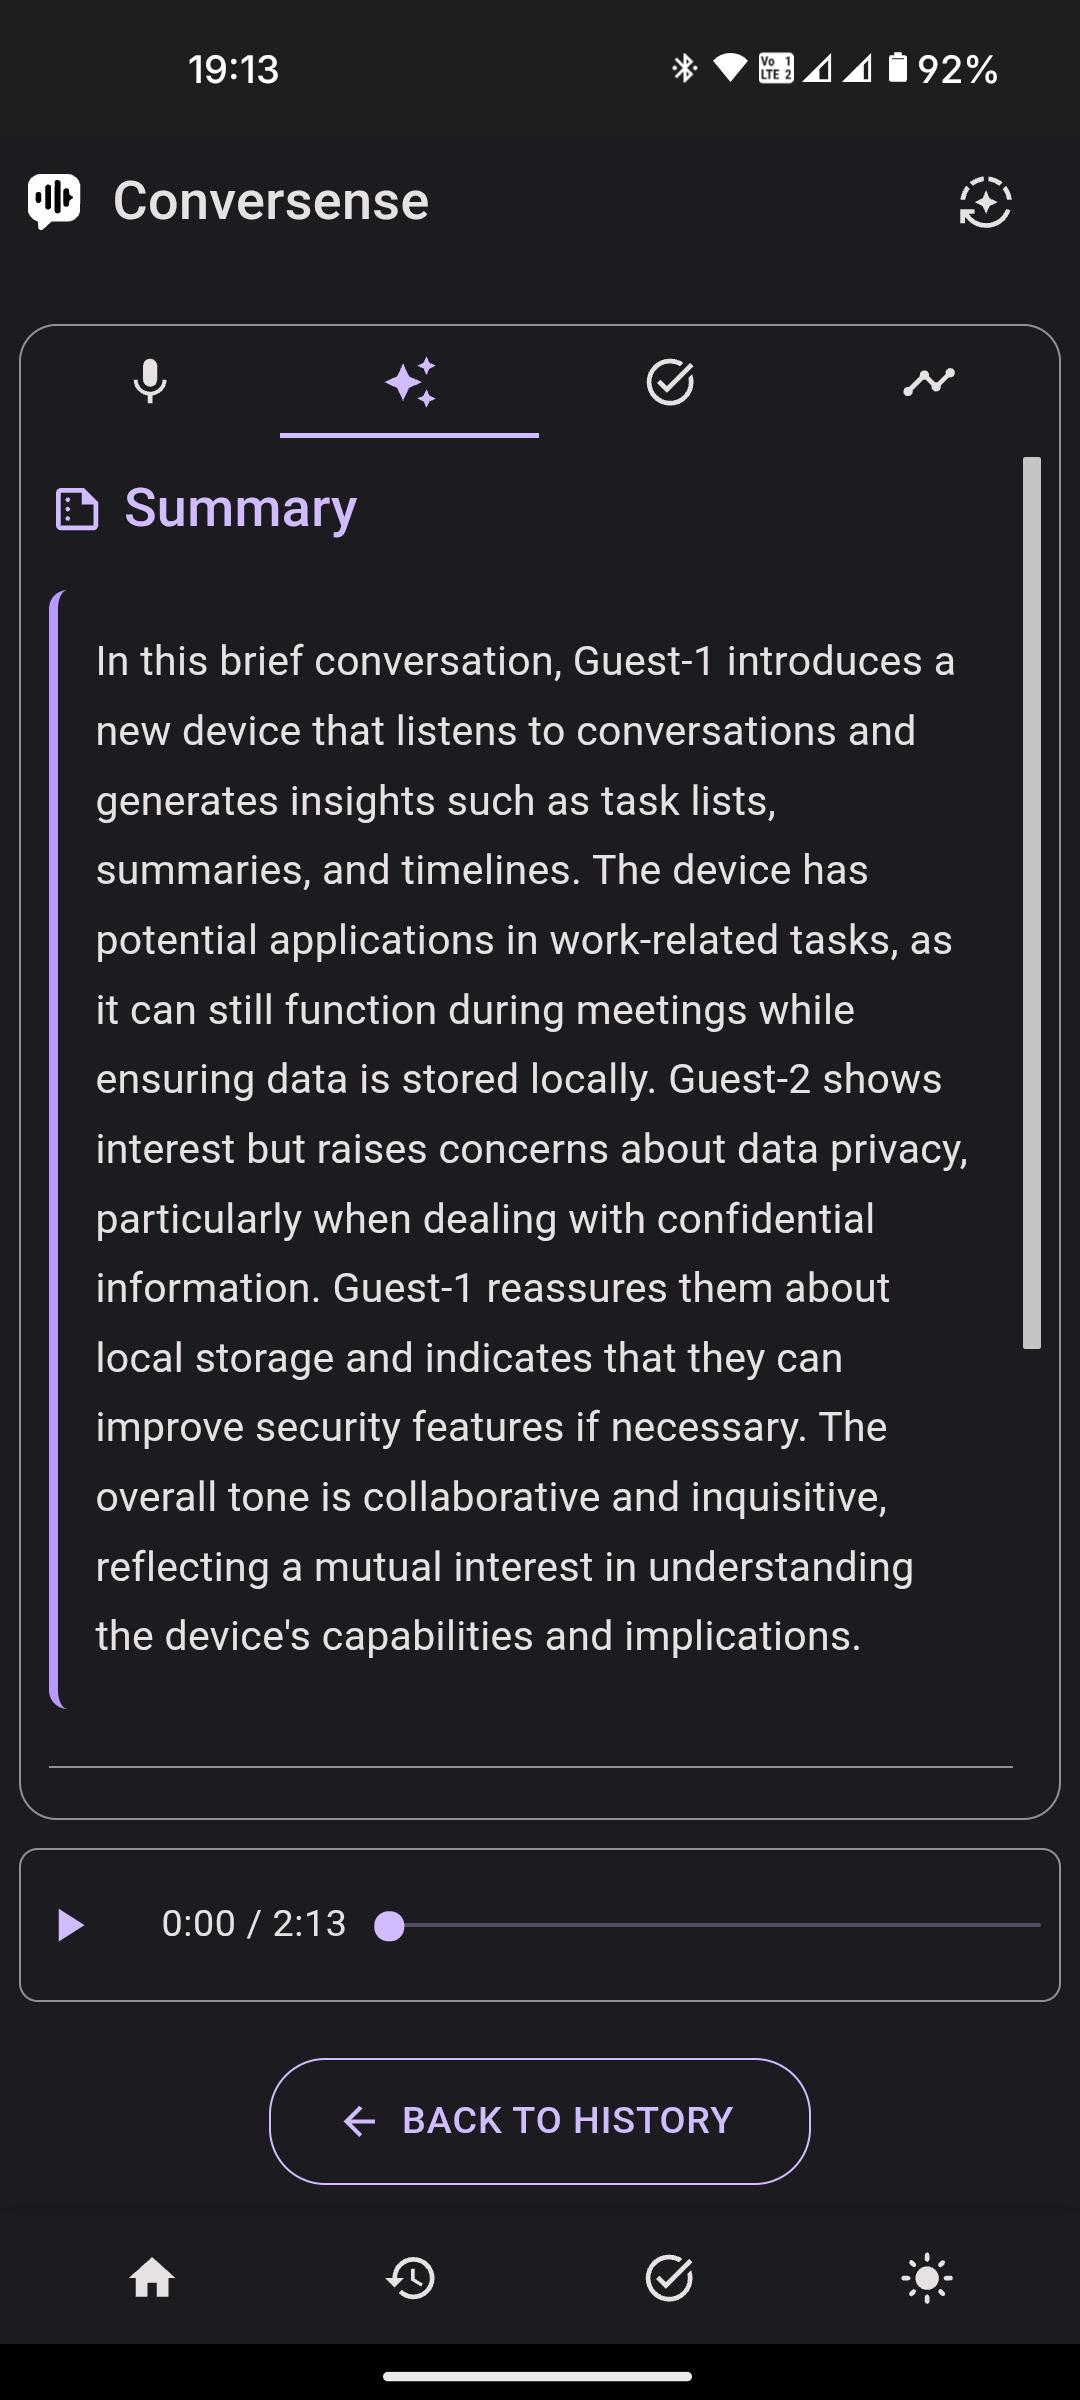 19:13
Vo 1
LTE 2
92%
Conversense
Summary
In this brief conversation, Guest-1 introduces a
new device that listens to conversations and
generates insights such as task lists,
summaries, and timelines. The device has
potential applications in work-related tasks, as
it can still function during meetings while
ensuring data is stored locally. Guest-2 shows
interest but raises concerns about data privacy,
particularly when dealing with confidential
information. Guest-1 reassures them about
local storage and indicates that they can
improve security features if necessary. The
overall tone is collaborative and inquisitive,
reflecting a mutual interest in understanding
the device's capabilities and implications.
0:00 / 2:13
BACK TO HISTORY